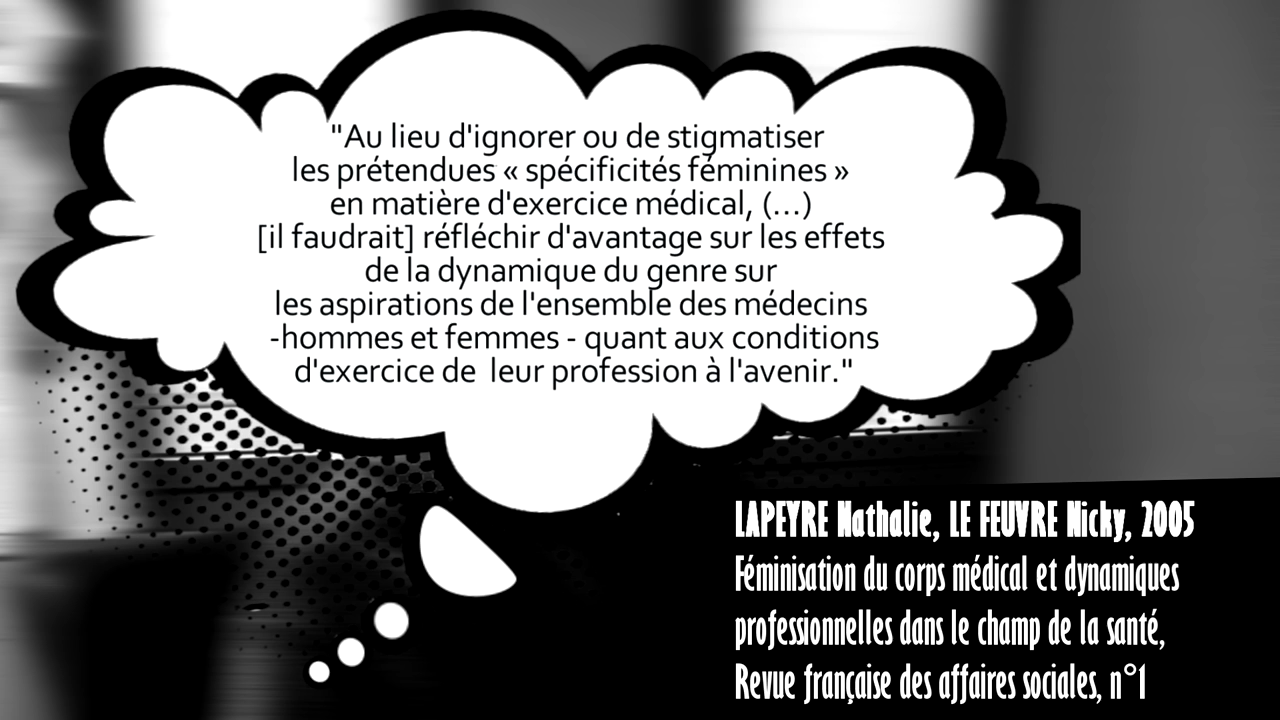 "Au lieu d'ignorer ou de stigmatiser
les prétendues « spécificités féminines »
en matière d'exercice médical, (...)
[il faudrait] réfléchir d'avantage sur les effets
de la dynamique du genre sur
les aspirations de l'ensemble des médecins
-hommes et femmes - quant aux conditions
d'exercice de  leur profession à l'avenir."
LAPEYRE Nathalie, LE FEUVRE Nicky, 2005
Féminisation du corps médical et dynamiques
professionnelles dans le champ de la santé,
Revue française des affaires sociales, n°1